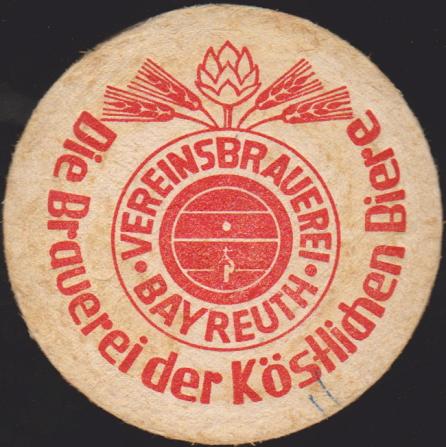 VEREINSBRAUEREI
· BAYREUTH ·
Die Brauerei der Köstlichen Biere